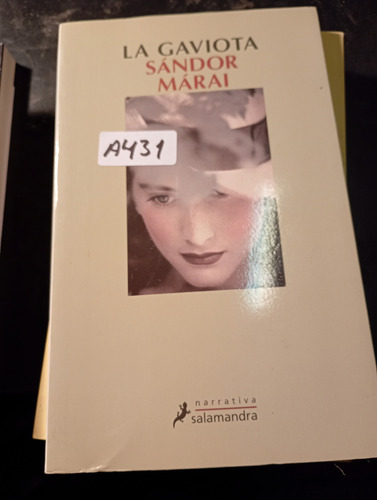 LA GAVIOTA
SÁNDOR
MÁRAI
A431
narrativa
salamandra